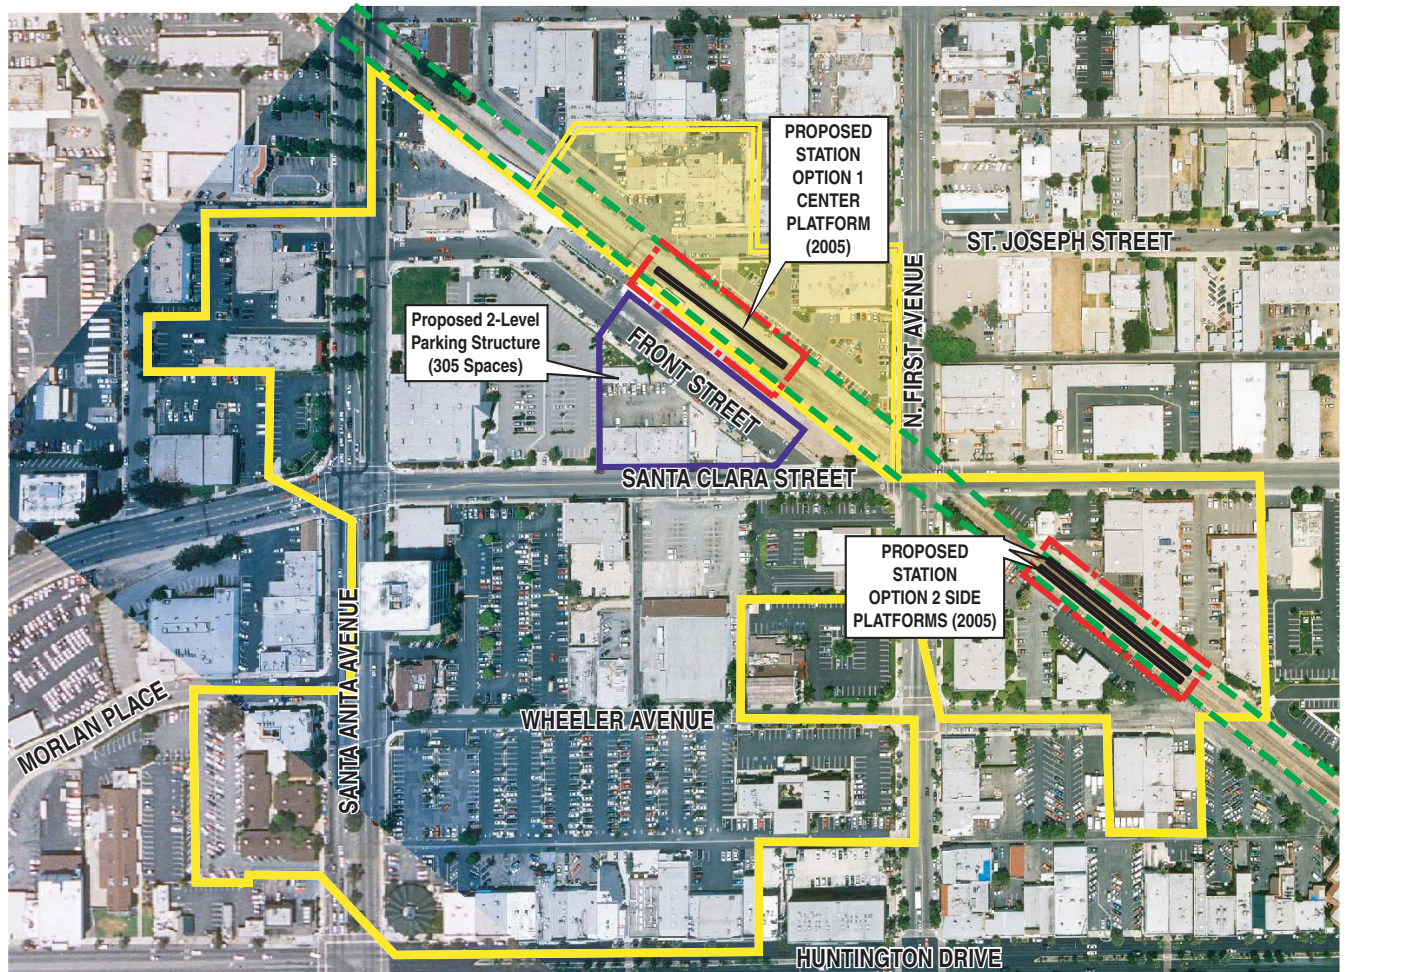 PROPOSED
STATION
OPTION 1
CENTER
PLATFORM
(2005)
ST. JOSEPH STREET
N. FIRST AVENUE
Proposed 2-Level
Parking Structure
(305 Spaces)
FRONT STREET
SANTA CLARA STREET
PROPOSED
STATION
OPTION 2 SIDE
PLATFORMS (2005)
SANTA ANITA AVENUE
MORLAN PLACE
WHEELER AVENUE
HUNTINGTON DRIVE